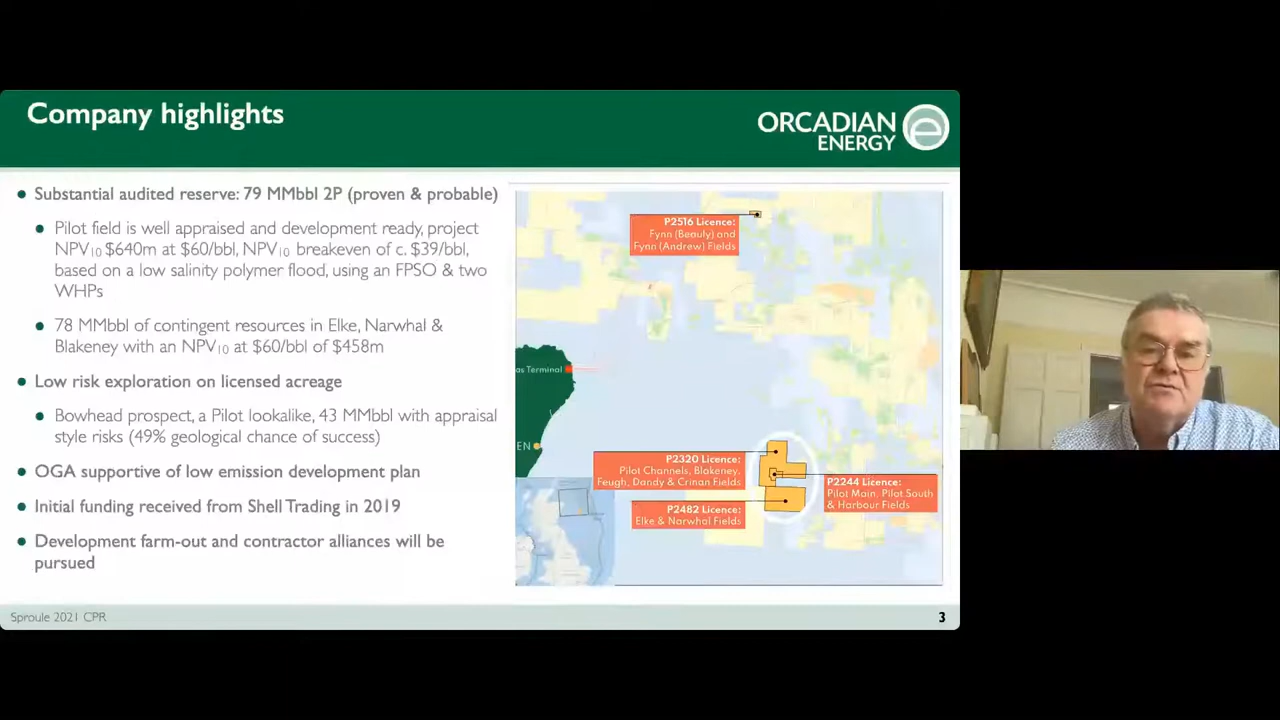 Company highlights
ORCADIAN
ENERGY
Substantial audited reserve: 79 MMbbl 2P (proven & probable)
Pilot field is well appraised and development ready, project
NPV₁₀ $640m at $60/bbl, NPV₁₀ breakeven of c. $39/bbl,
based on a low salinity polymer flood, using an FPSO & two
WHPs
78 MMbbl of contingent resources in Elke, Narwhal &
Blakeney with an NPV₁₀ at $60/bbl of $458m
Low risk exploration on licensed acreage
Bowhead prospect, a Pilot lookalike, 43 MMbbl with appraisal
style risks (49% geological chance of success)
OGA supportive of low emission development plan
Initial funding received from Shell Trading in 2019
Development farm-out and contractor alliances will be
pursued
P2516 Licence:
Fynn (Beauly) and
Fynn (Andrew) Fields
as Terminal
EN
P2320 Licence:
Pilot Channels, Blakeney,
Feugh, Dandy & Crinan Fields
P2244 Licence:
Pilot Main, Pilot South
& Harbour Fields
P2482 Licence:
Elke & Narwhal Fields
Sproule 2021 CPR
3